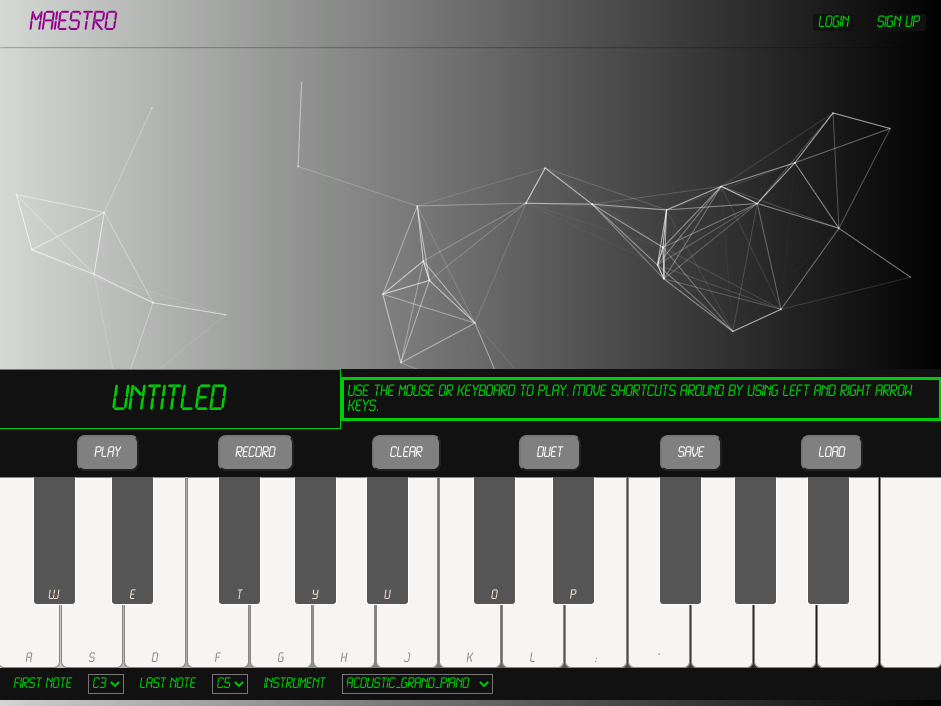 MAIESTRO
LOGIN SIGN UP
UNTITLED
USE THE MOUSE OR KEYBOARD TO PLAY. MOVE SHORTCUTS AROUND BY USING LEFT AND RIGHT ARROW
KEYS.
PLAY RECORD CLEAR DUET SAVE LOAD
W E T Y U O P
A S D F G H J K L ; '
FIRST NOTE C3 LAST NOTE C5 INSTRUMENT ACOUSTIC_GRAND_PIANO